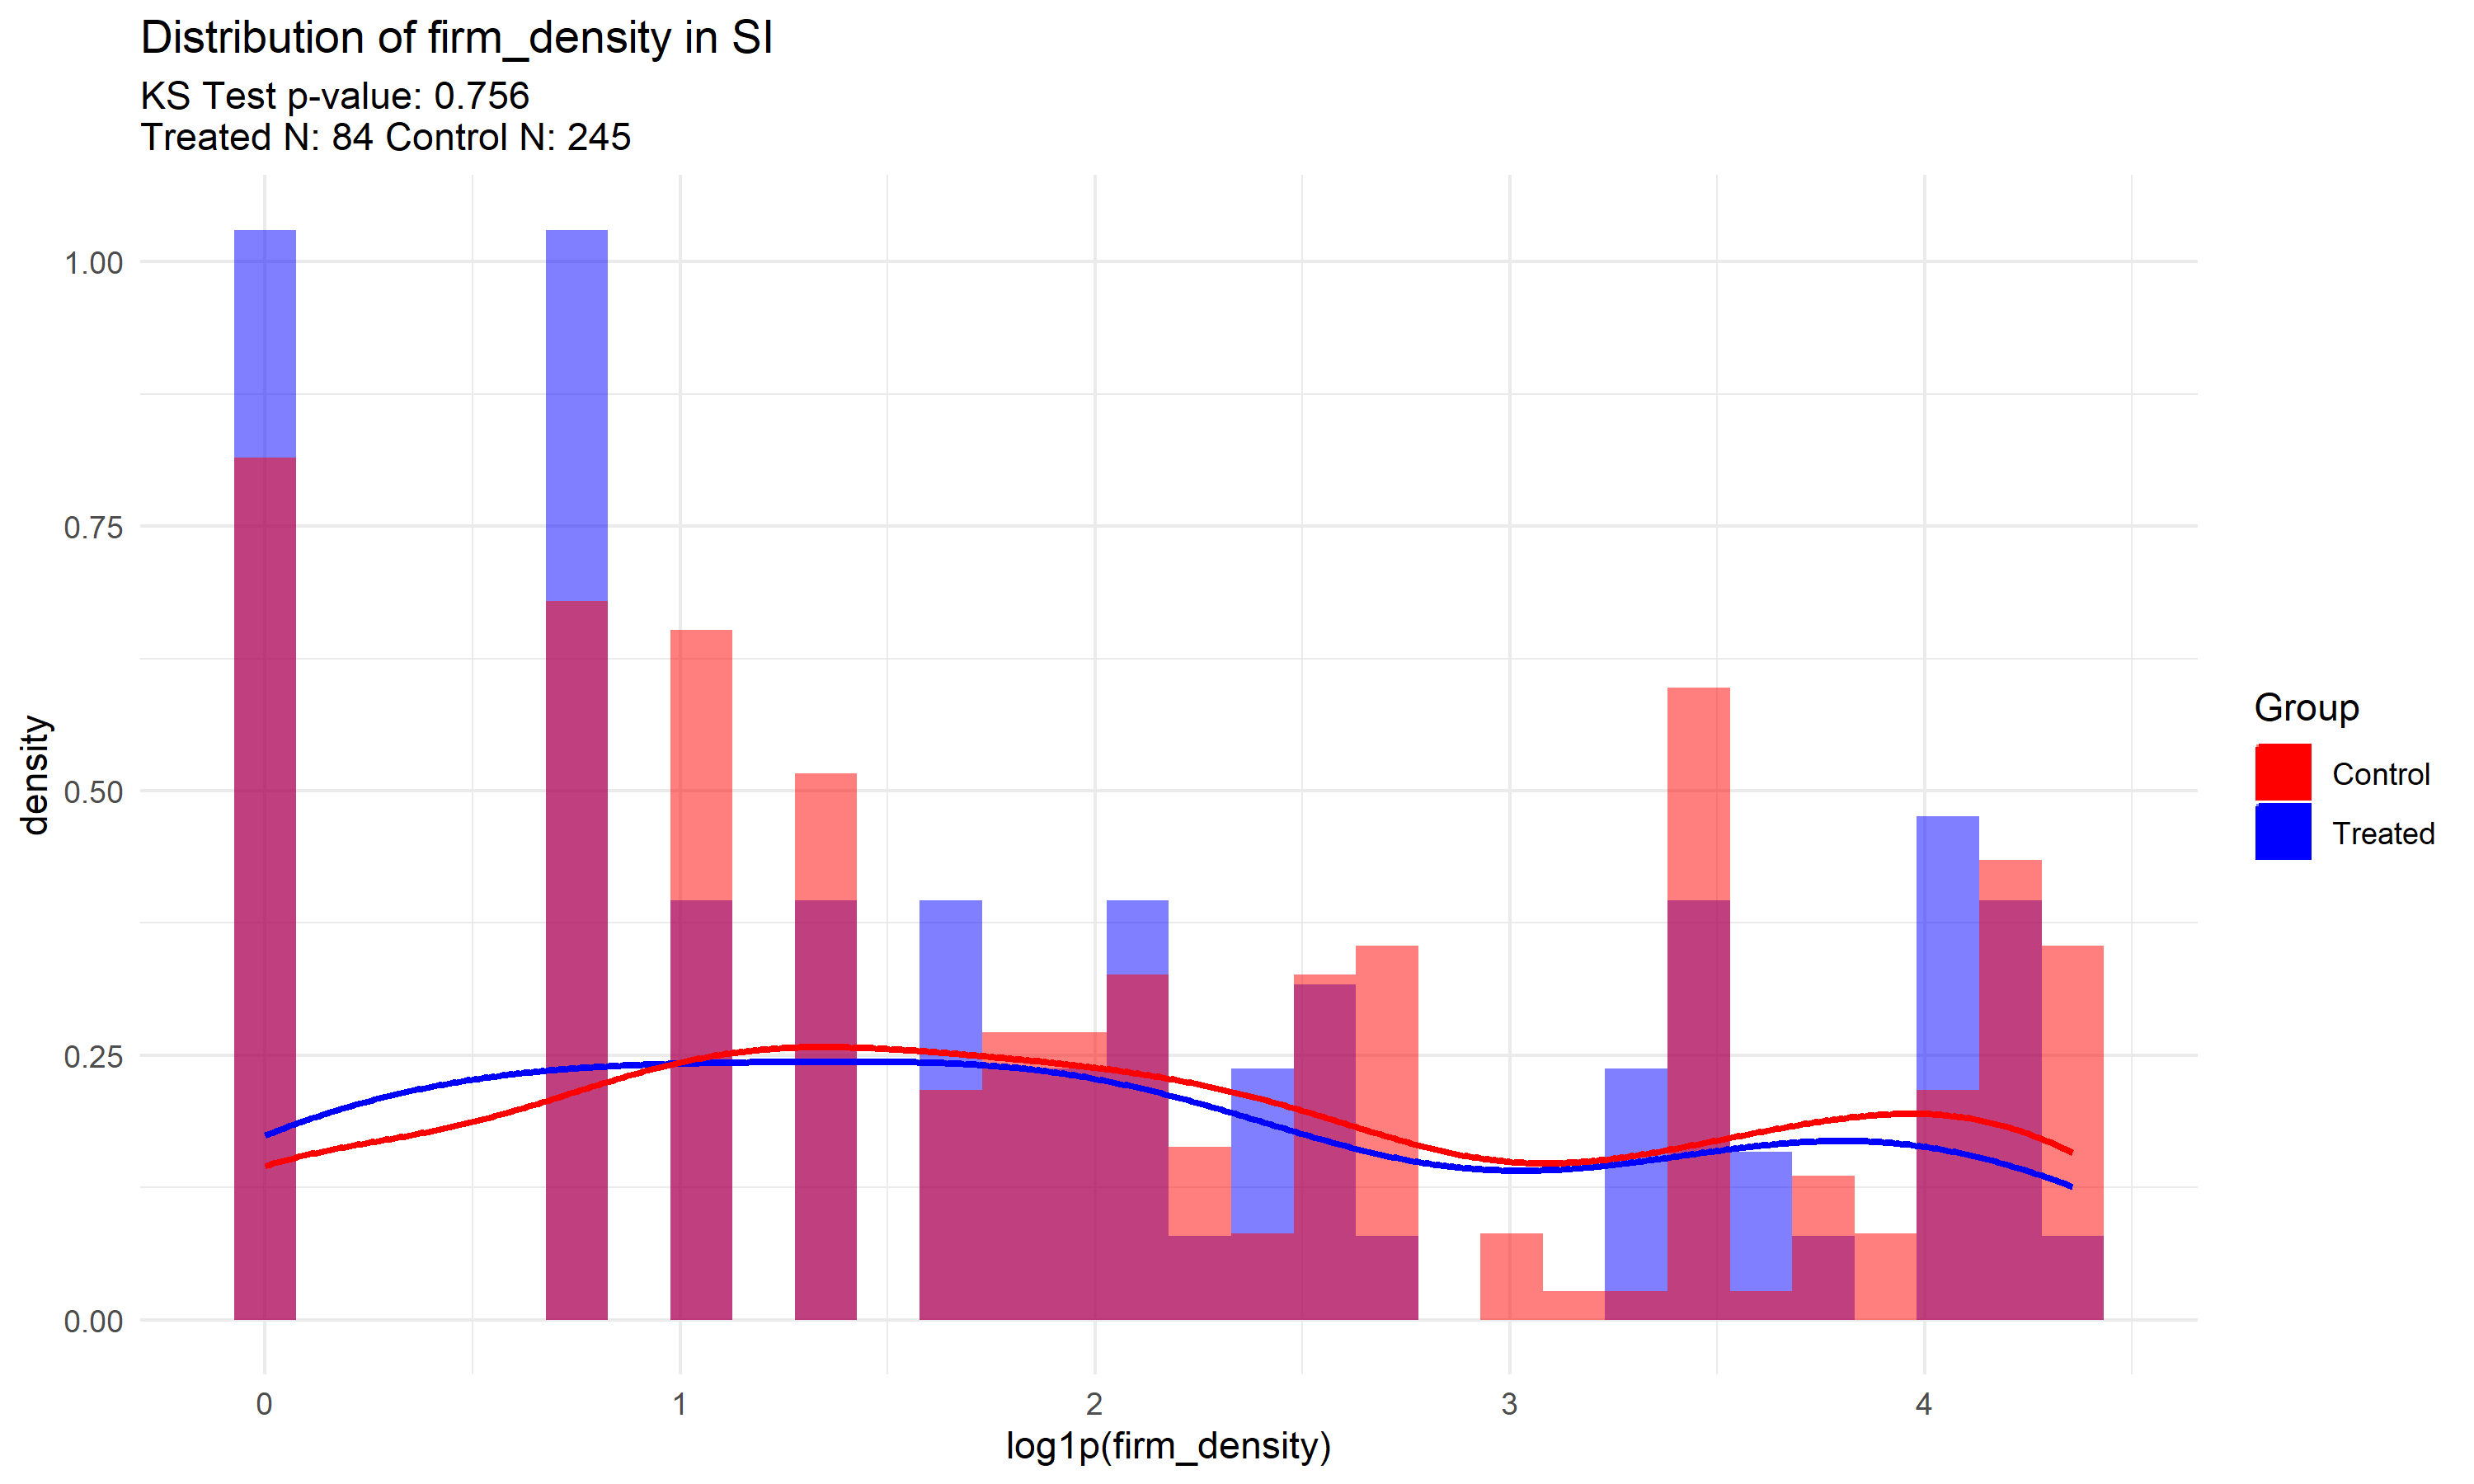 Distribution of firm_density in SI
KS Test p-value: 0.756
Treated N: 84 Control N: 245
1.00
0.75
0.50
0.25
0.00
density
0
1
2
3
4
log1p(firm_density)
Group
Control
Treated